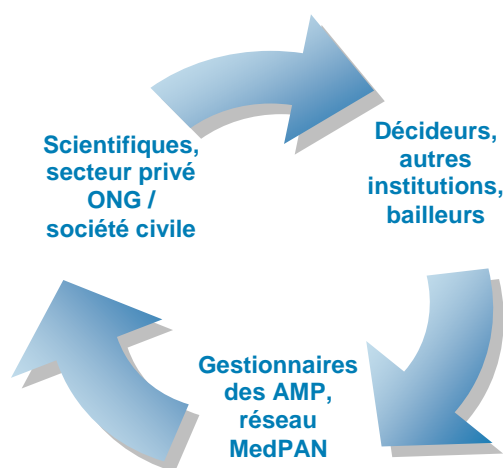 Scientifiques,
secteur privé
ONG /
société civile
Décideurs,
autres
institutions,
bailleurs
Gestionnaires
des AMP,
réseau
MedPAN